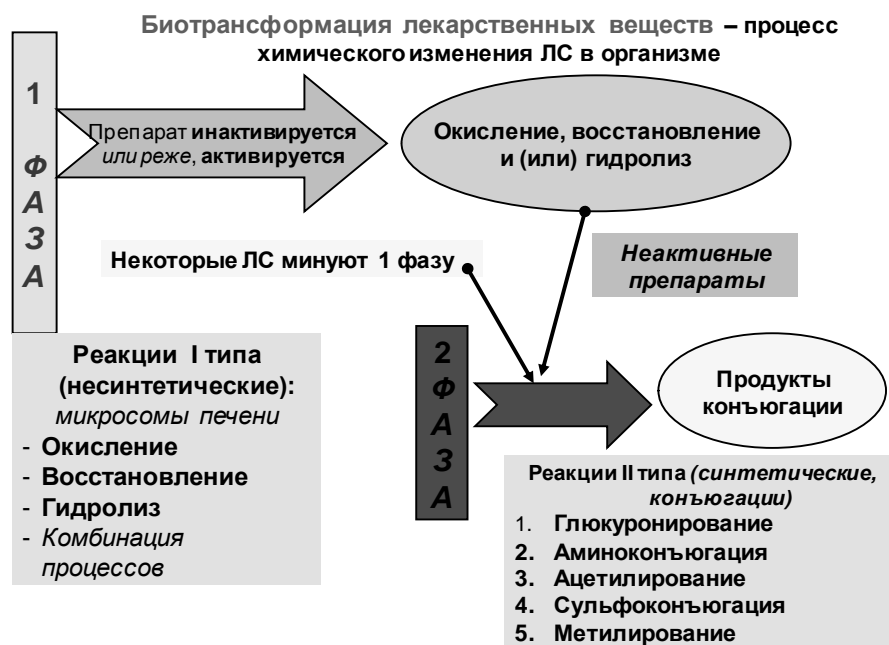 Биотрансформация лекарственных веществ – процесс
химического изменения ЛС в организме
1
Ф
А
З
А
Препарат инактивируется
или реже, активируется
Окисление, восстановление
и (или) гидролиз
Некоторые ЛС минуют 1 фазу
Неактивные
препараты
Реакции I типа
(несинтетические):
микросомы печени
- Окисление
- Восстановление
- Гидролиз
- Комбинация
процессов
2
Ф
А
З
А
Продукты
конъюгации
Реакции II типа (синтетические,
конъюгации)
1. Глюкуронирование
2. Аминоконъюгация
3. Ацетилирование
4. Сульфоконъюгация
5. Метилирование